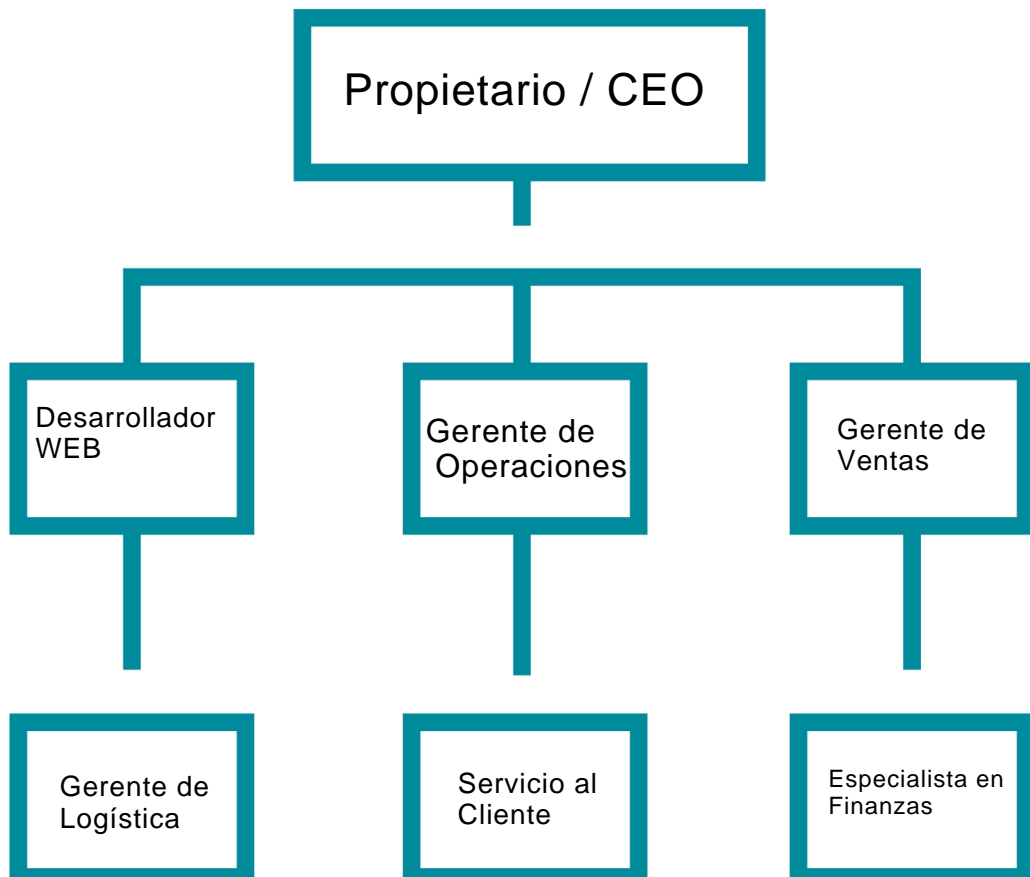 Propietario / CEO
Desarrollador
WEB
Gerente de
Operaciones
Gerente de
Ventas
Gerente de
Logística
Servicio al
Cliente
Especialista en
Finanzas